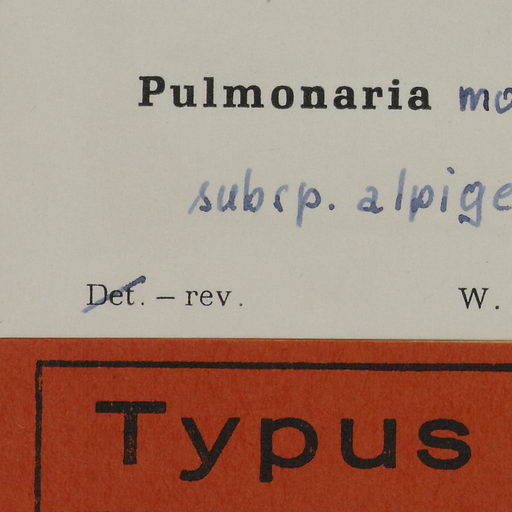 Pulmonaria mo
subsp. alpige
Det. – rev. W.
Typus